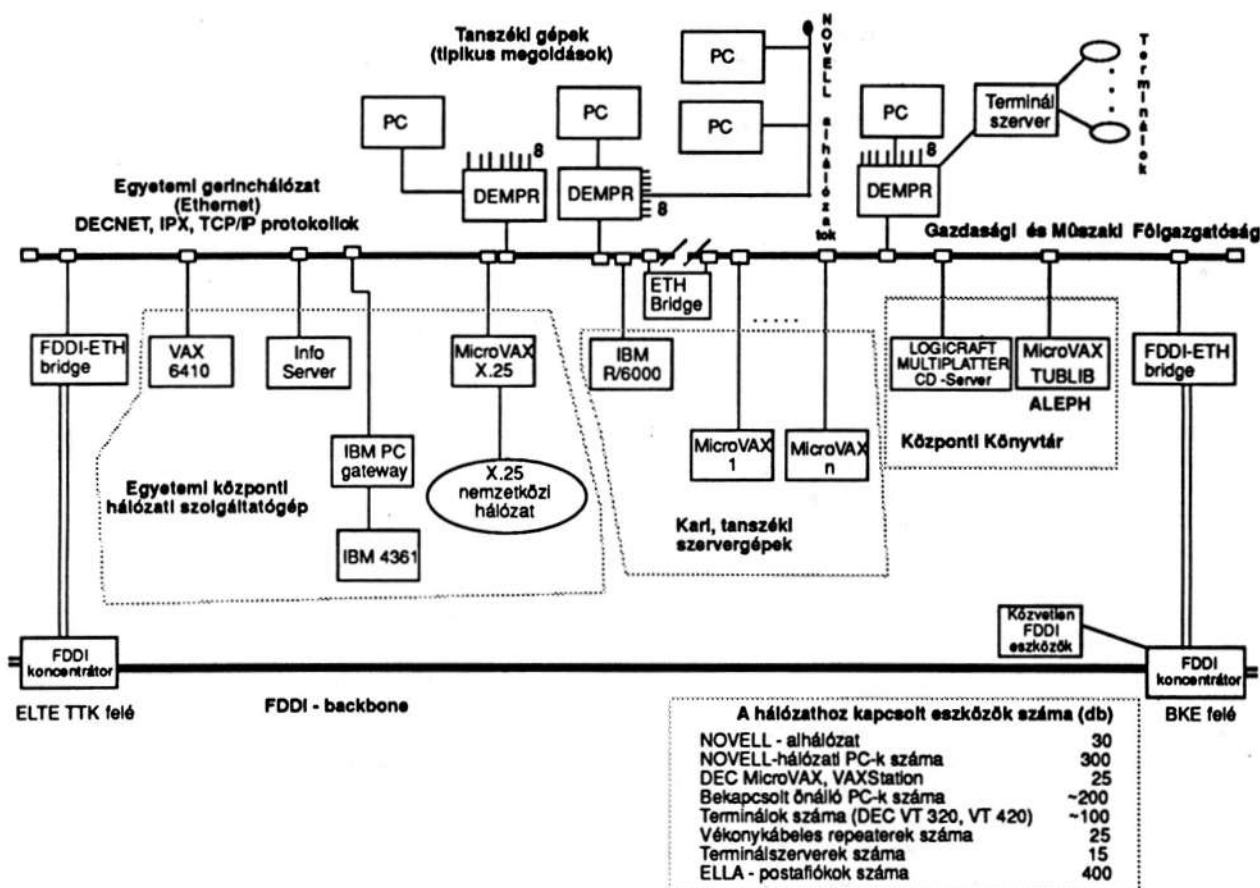 Tanszéki gépek
(tipikus megoldások)
PC
PC
PC
PC
NOVELL alhálózatok
PC
Terminál
szerver
Terminálok
8
DEMPR
DEMPR
8
8
DEMPR
Egyetemi gerinchálózat
(Ethernet)
DECNET, IPX, TCP/IP protokollok
Gazdasági és Műszaki Fôlgazgatóság
FDDI-ETH
bridge
VAX
6410
Info
Server
MicroVAX
X.25
ETH
Bridge
.....
IBM
R/6000
LOGICRAFT
MULTIPLATTER
CD -Server
MicroVAX
TUBLIB
ALEPH
FDDI-ETH
bridge
IBM PC
gateway
X.25
nemzetközi
hálózat
MicroVAX
1
MicroVAX
n
Központi Könyvtár
Egyetemi központi
hálózati szolgáltatógép
IBM 4361
Kari, tanszéki
szervergépek
Közvetlen
FDDI
eszközök
FDDI
koncentrátor
FDDI
koncentrátor
ELTE TTK felé
FDDI - backbone
BKE felé
A hálózathoz kapcsolt eszközök száma (db)
NOVELL - alhálózat 30
NOVELL-hálózati PC-k száma 300
DEC MicroVAX, VAXStation 25
Bekapcsolt önálló PC-k száma ~200
Terminálok száma (DEC VT 320, VT 420) ~100
Vékonykábeles repeaterek száma 25
Terminálszerverek száma 15
ELLA - postafiókok száma 400